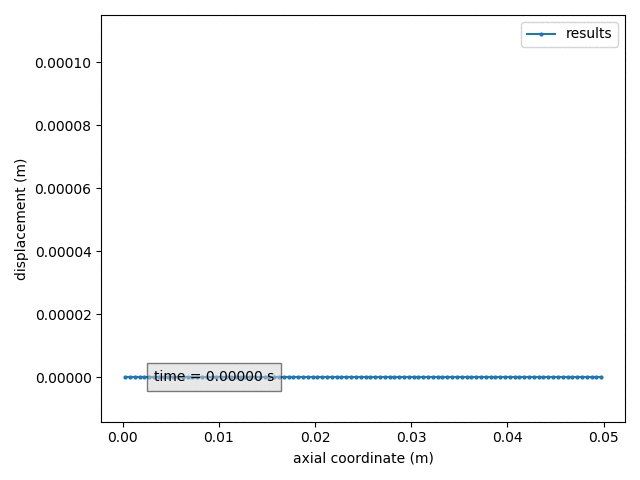 results
0.00010
0.00008
0.00006
0.00004
0.00002
0.00000
displacement (m)
time = 0.00000 s
0.00 0.01 0.02 0.03 0.04 0.05
axial coordinate (m)